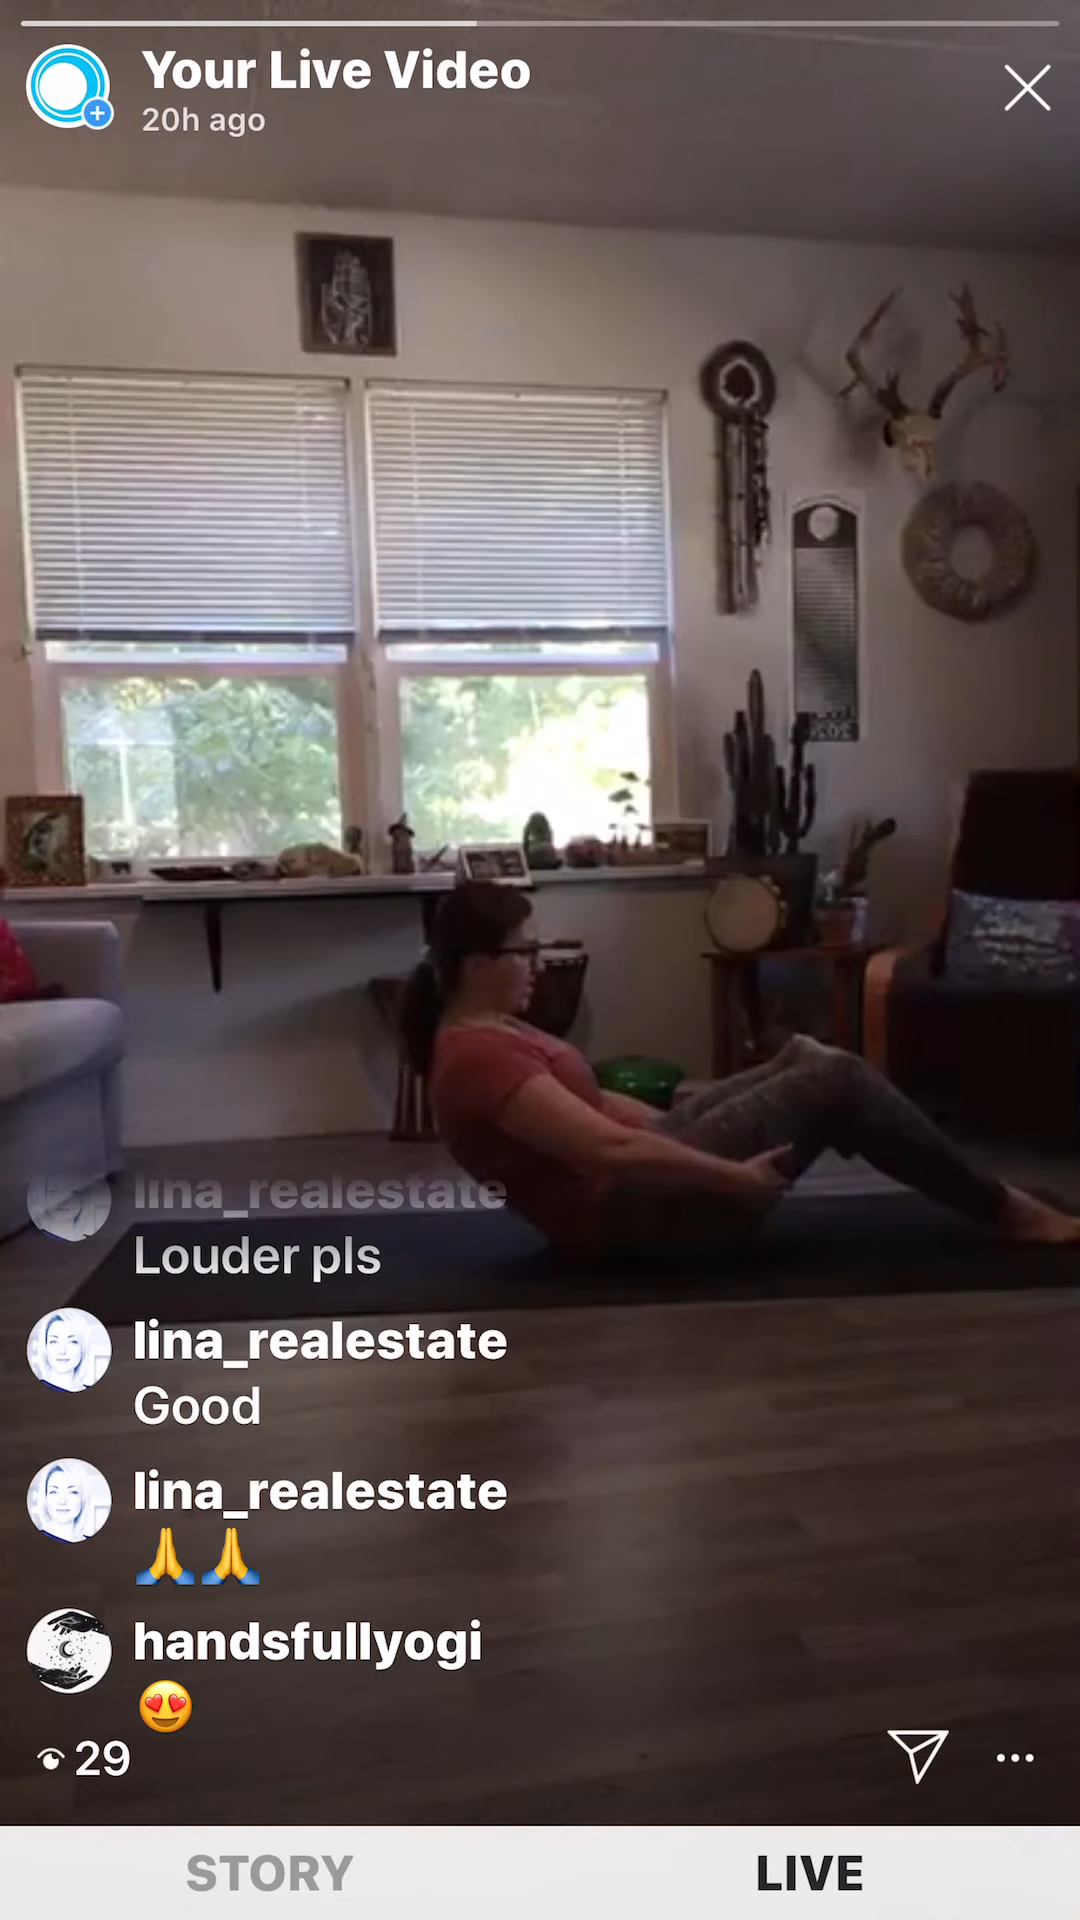 Your Live Video
20h ago
lina_realestate
Louder pls
lina_realestate
Good
lina_realestate
🙏🙏
handsfullyogi
😍
29
STORY
LIVE